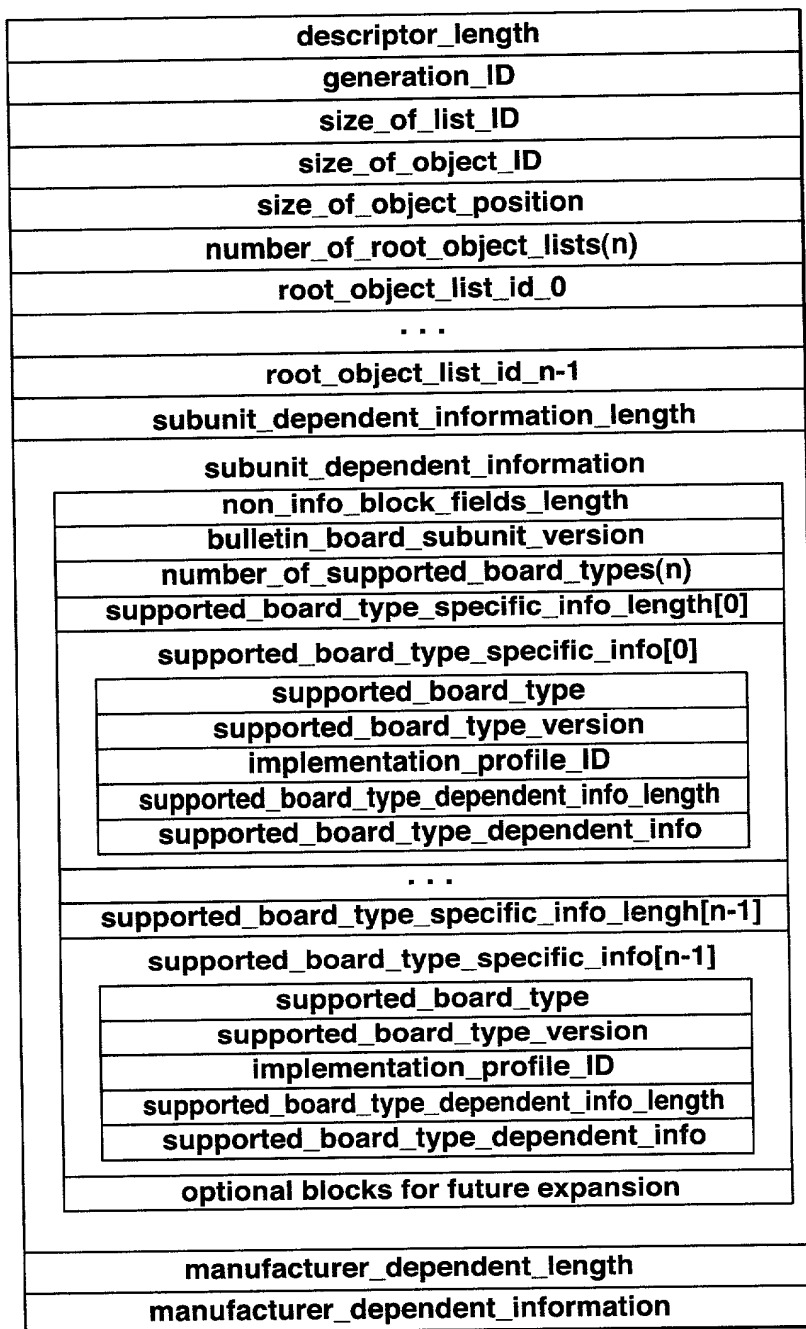 descriptor_length
generation_ID
size_of_list_ID
size_of_object_ID
size_of_object_position
number_of_root_object_lists(n)
root_object_list_id_0
. . .
root_object_list_id_n-1
subunit_dependent_information_length
subunit_dependent_information
non_info_block_fields_length
bulletin_board_subunit_version
number_of_supported_board_types(n)
supported_board_type_specific_info_length[0]
supported_board_type_specific_info[0]
supported_board_type
supported_board_type_version
implementation_profile_ID
supported_board_type_dependent_info_length
supported_board_type_dependent_info
. . .
supported_board_type_specific_info_lengh[n-1]
supported_board_type_specific_info[n-1]
supported_board_type
supported_board_type_version
implementation_profile_ID
supported_board_type_dependent_info_length
supported_board_type_dependent_info
optional blocks for future expansion
manufacturer_dependent_length
manufacturer_dependent_information